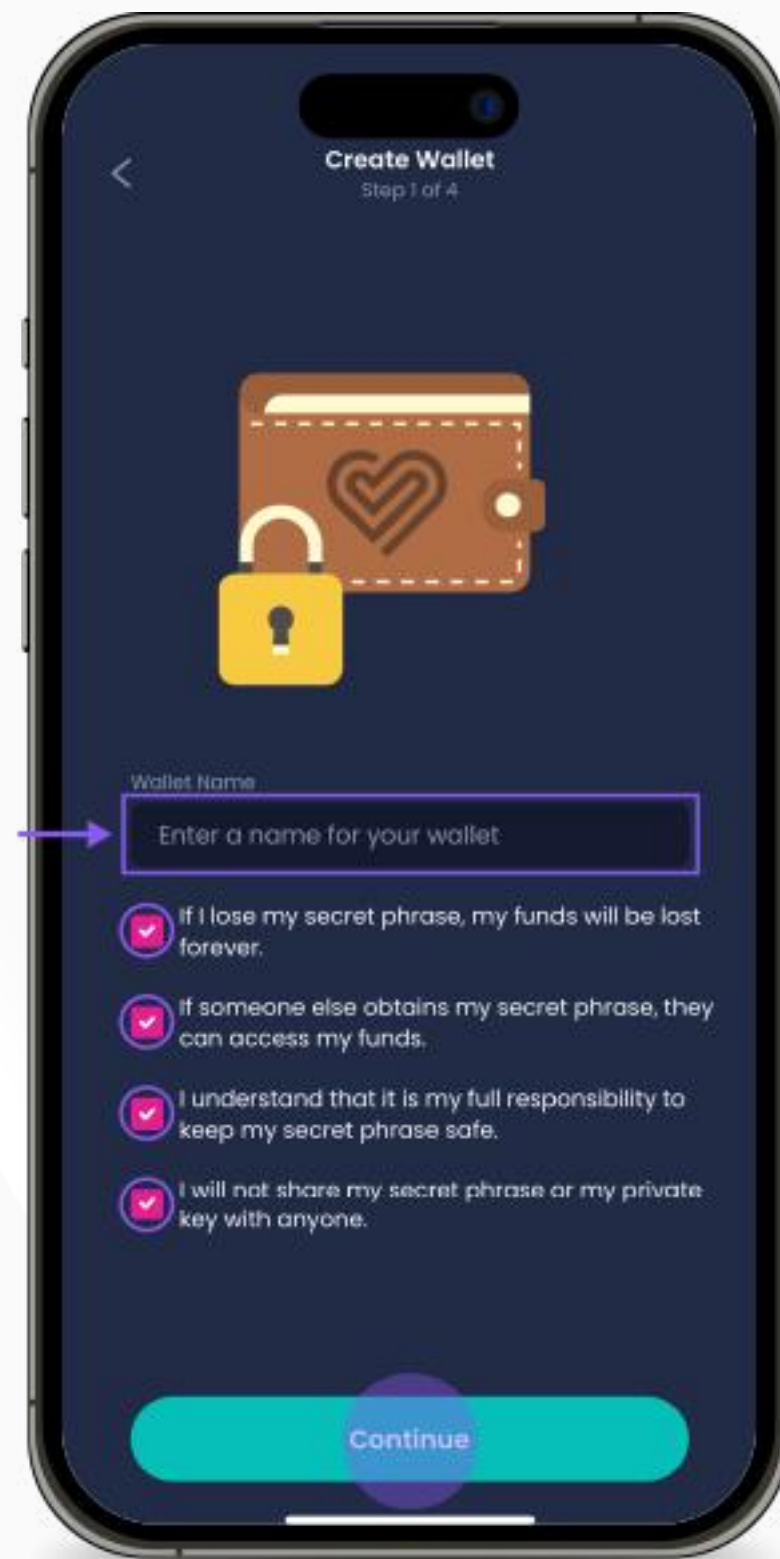 Create Wallet
Step 1 of 4
Wallet Name
Enter a name for your wallet
If I lose my secret phrase, my funds will be lost
forever.
If someone else obtains my secret phrase, they
can access my funds.
I understand that it is my full responsibility to
keep my secret phrase safe.
I will not share my secret phrase or my private
key with anyone.
Continue